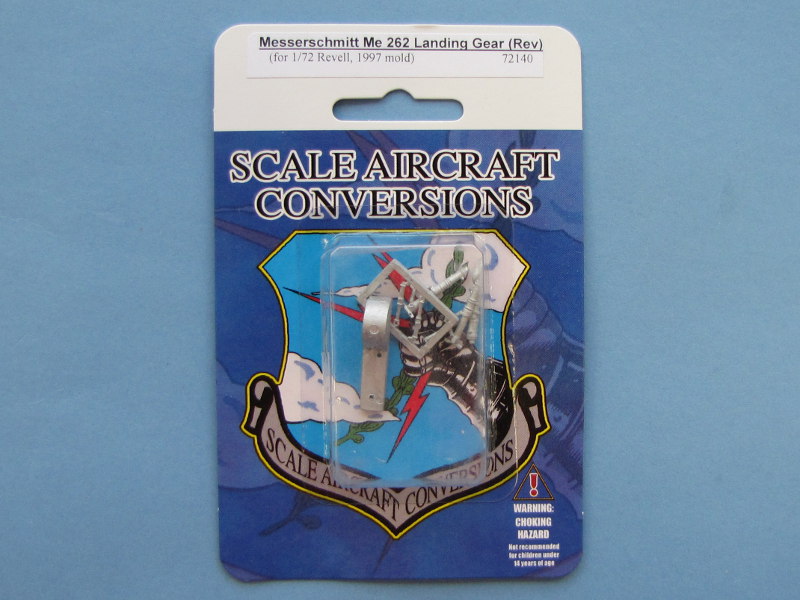 Messerschmitt Me 262 Landing Gear (Rev)
(for 1/72 Revell, 1997 mold) 72140
SCALE AIRCRAFT
CONVERSIONS
SCALE AIRCRAFT CONVERSIONS
WARNING:
CHOKING
HAZARD
Not recommended
for children under
14 years of age